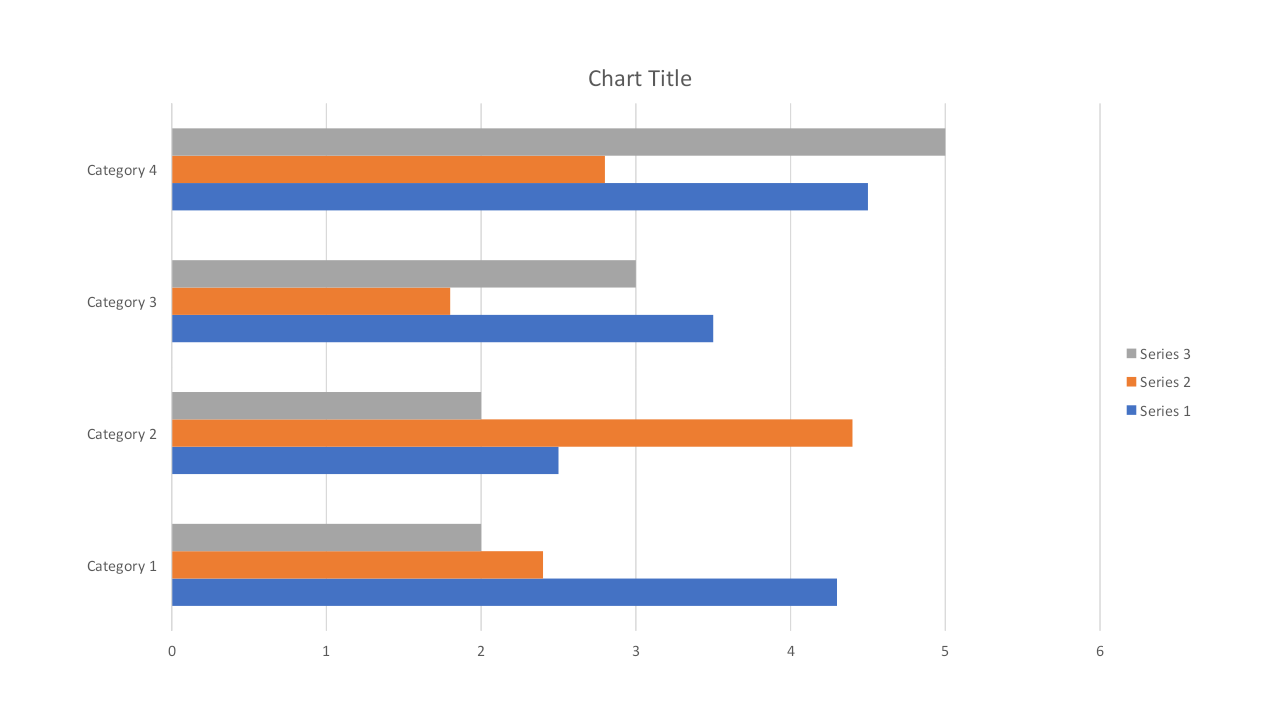 Chart Title
Category 4
Category 3
Category 2
Category 1
0 1 2 3 4 5 6
Series 3
Series 2
Series 1